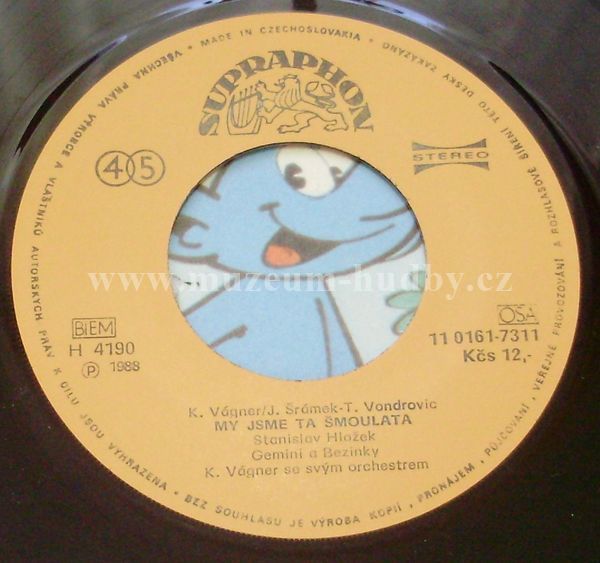 VŠECHNA PRÁVA VÝROBCE A VLASTNÍKŮ AUTORSKÝCH PRÁV K DÍLU JSOU VYHRAZENA • BEZ SOUHLASU JE VÝROBA KOPIÍ, PRONÁJEM, PŮJČOVÁNÍ, VEŘEJNÉ PROVOZOVÁNÍ A ROZHLASOVÉ ŠÍŘENÍ TÉTO DESKY ZAKÁZÁNO • MADE IN CZECHOSLOVAKIA •
SUPRAPHON
45
STEREO
www.muzeum-hudby.cz
BIEM
OSA
H 4190
11 0161-7311
Ⓟ 1988
Kčs 12,-
K. Vágner/J. Šrámek-T. Vondrovic
MY JSME TA ŠMOULATA
Stanislav Hložek
Gemini a Bezinky
K. Vágner se svým orchestrem